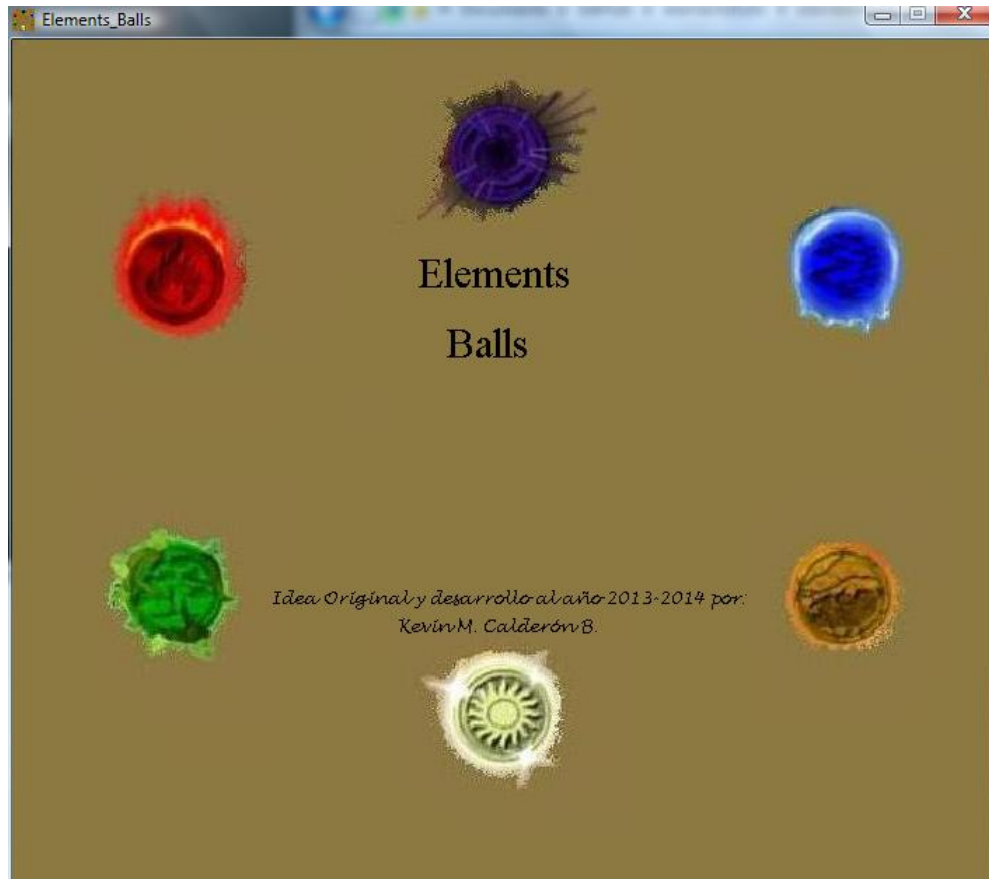 Elements_Balls
Elements
Balls
Idea Original y desarrollo al año 2013-2014 por:
Kevin M. Calderón B.